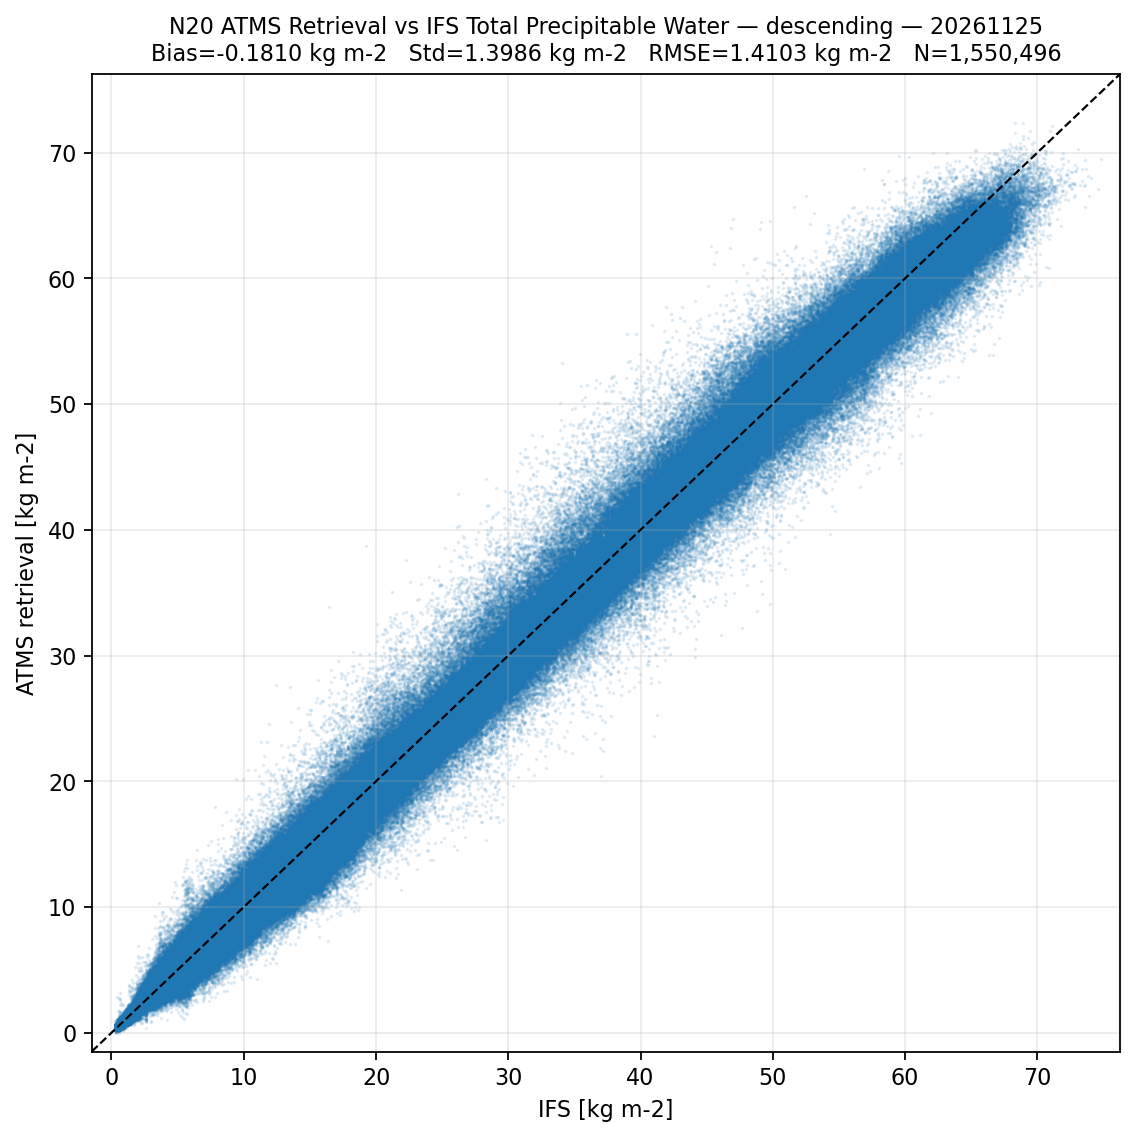 N20 ATMS Retrieval vs IFS Total Precipitable Water — descending — 20261125
Bias=-0.1810 kg m-2   Std=1.3986 kg m-2   RMSE=1.4103 kg m-2   N=1,550,496
70
60
50
40
30
20
10
0
ATMS retrieval [kg m-2]
0 10 20 30 40 50 60 70
IFS [kg m-2]